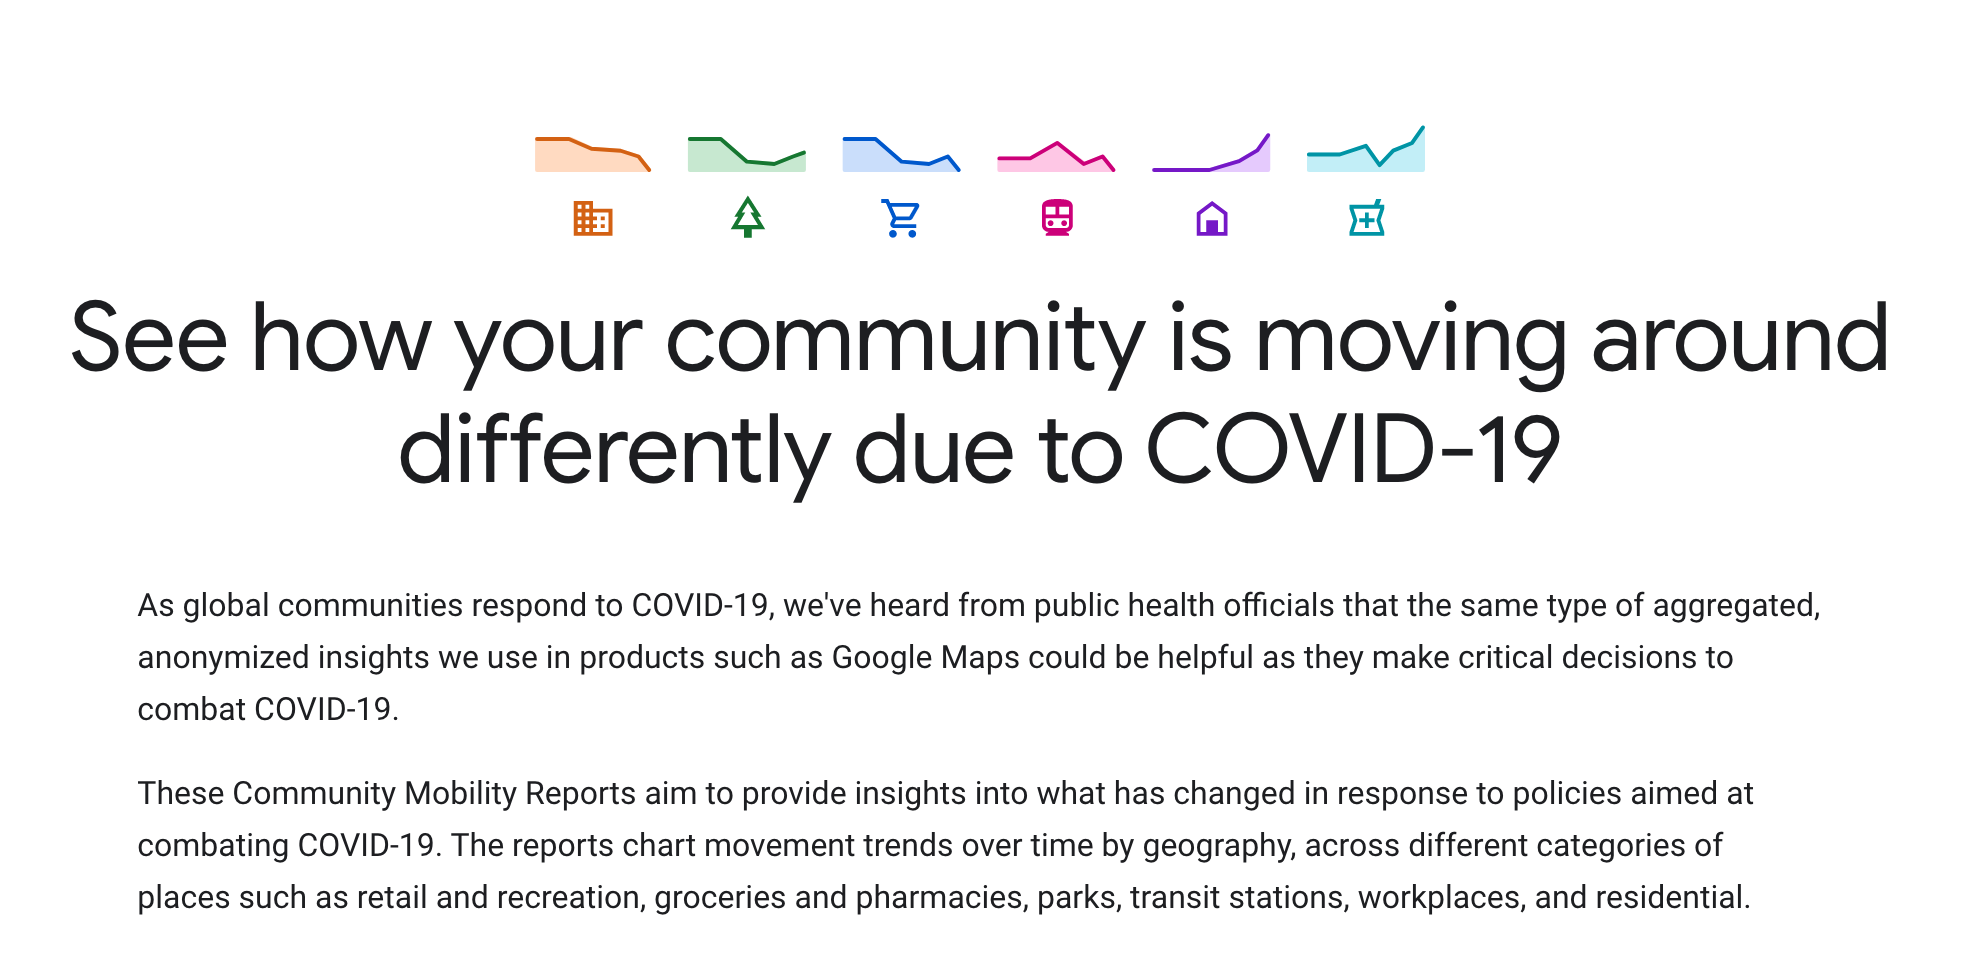 See how your community is moving around
differently due to COVID-19
As global communities respond to COVID-19, we've heard from public health officials that the same type of aggregated,
anonymized insights we use in products such as Google Maps could be helpful as they make critical decisions to
combat COVID-19.
These Community Mobility Reports aim to provide insights into what has changed in response to policies aimed at
combating COVID-19. The reports chart movement trends over time by geography, across different categories of
places such as retail and recreation, groceries and pharmacies, parks, transit stations, workplaces, and residential.